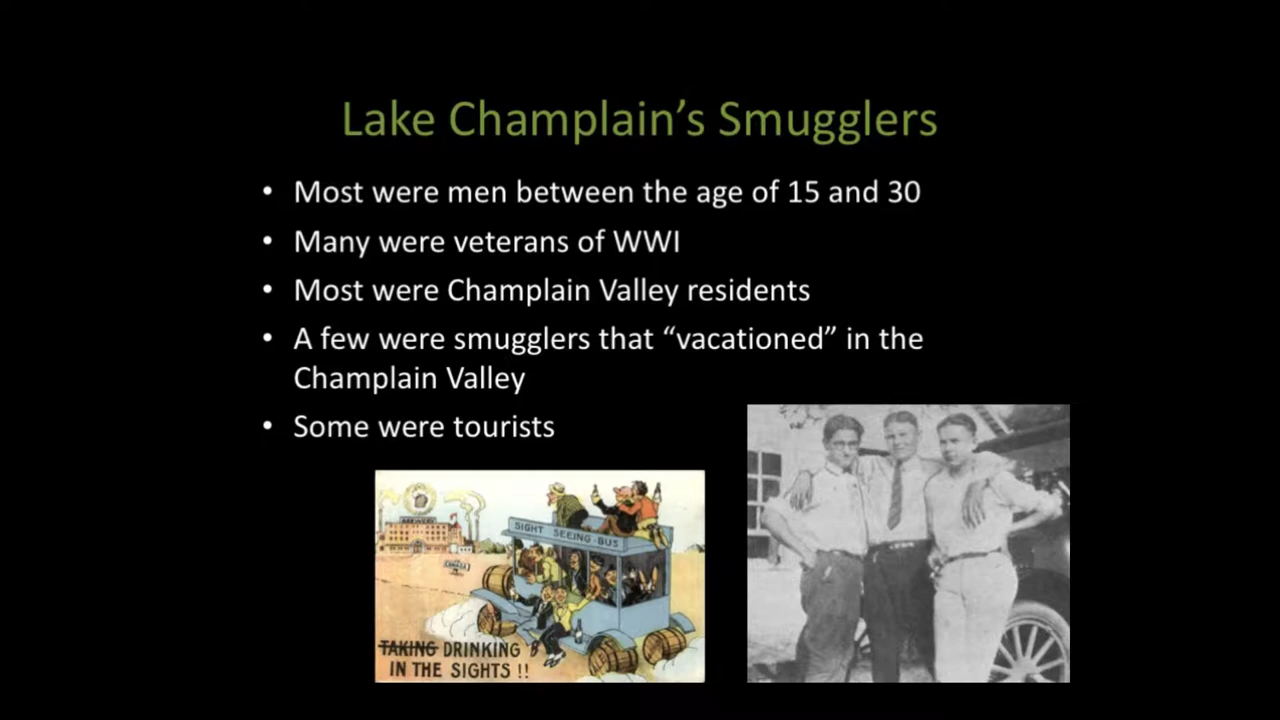 Lake Champlain’s Smugglers
• Most were men between the age of 15 and 30
• Many were veterans of WWI
• Most were Champlain Valley residents
• A few were smugglers that “vacationed” in the
Champlain Valley
• Some were tourists
SIGHT SEEING-BUS
CANADA
TAKING DRINKING
IN THE SIGHTS !!